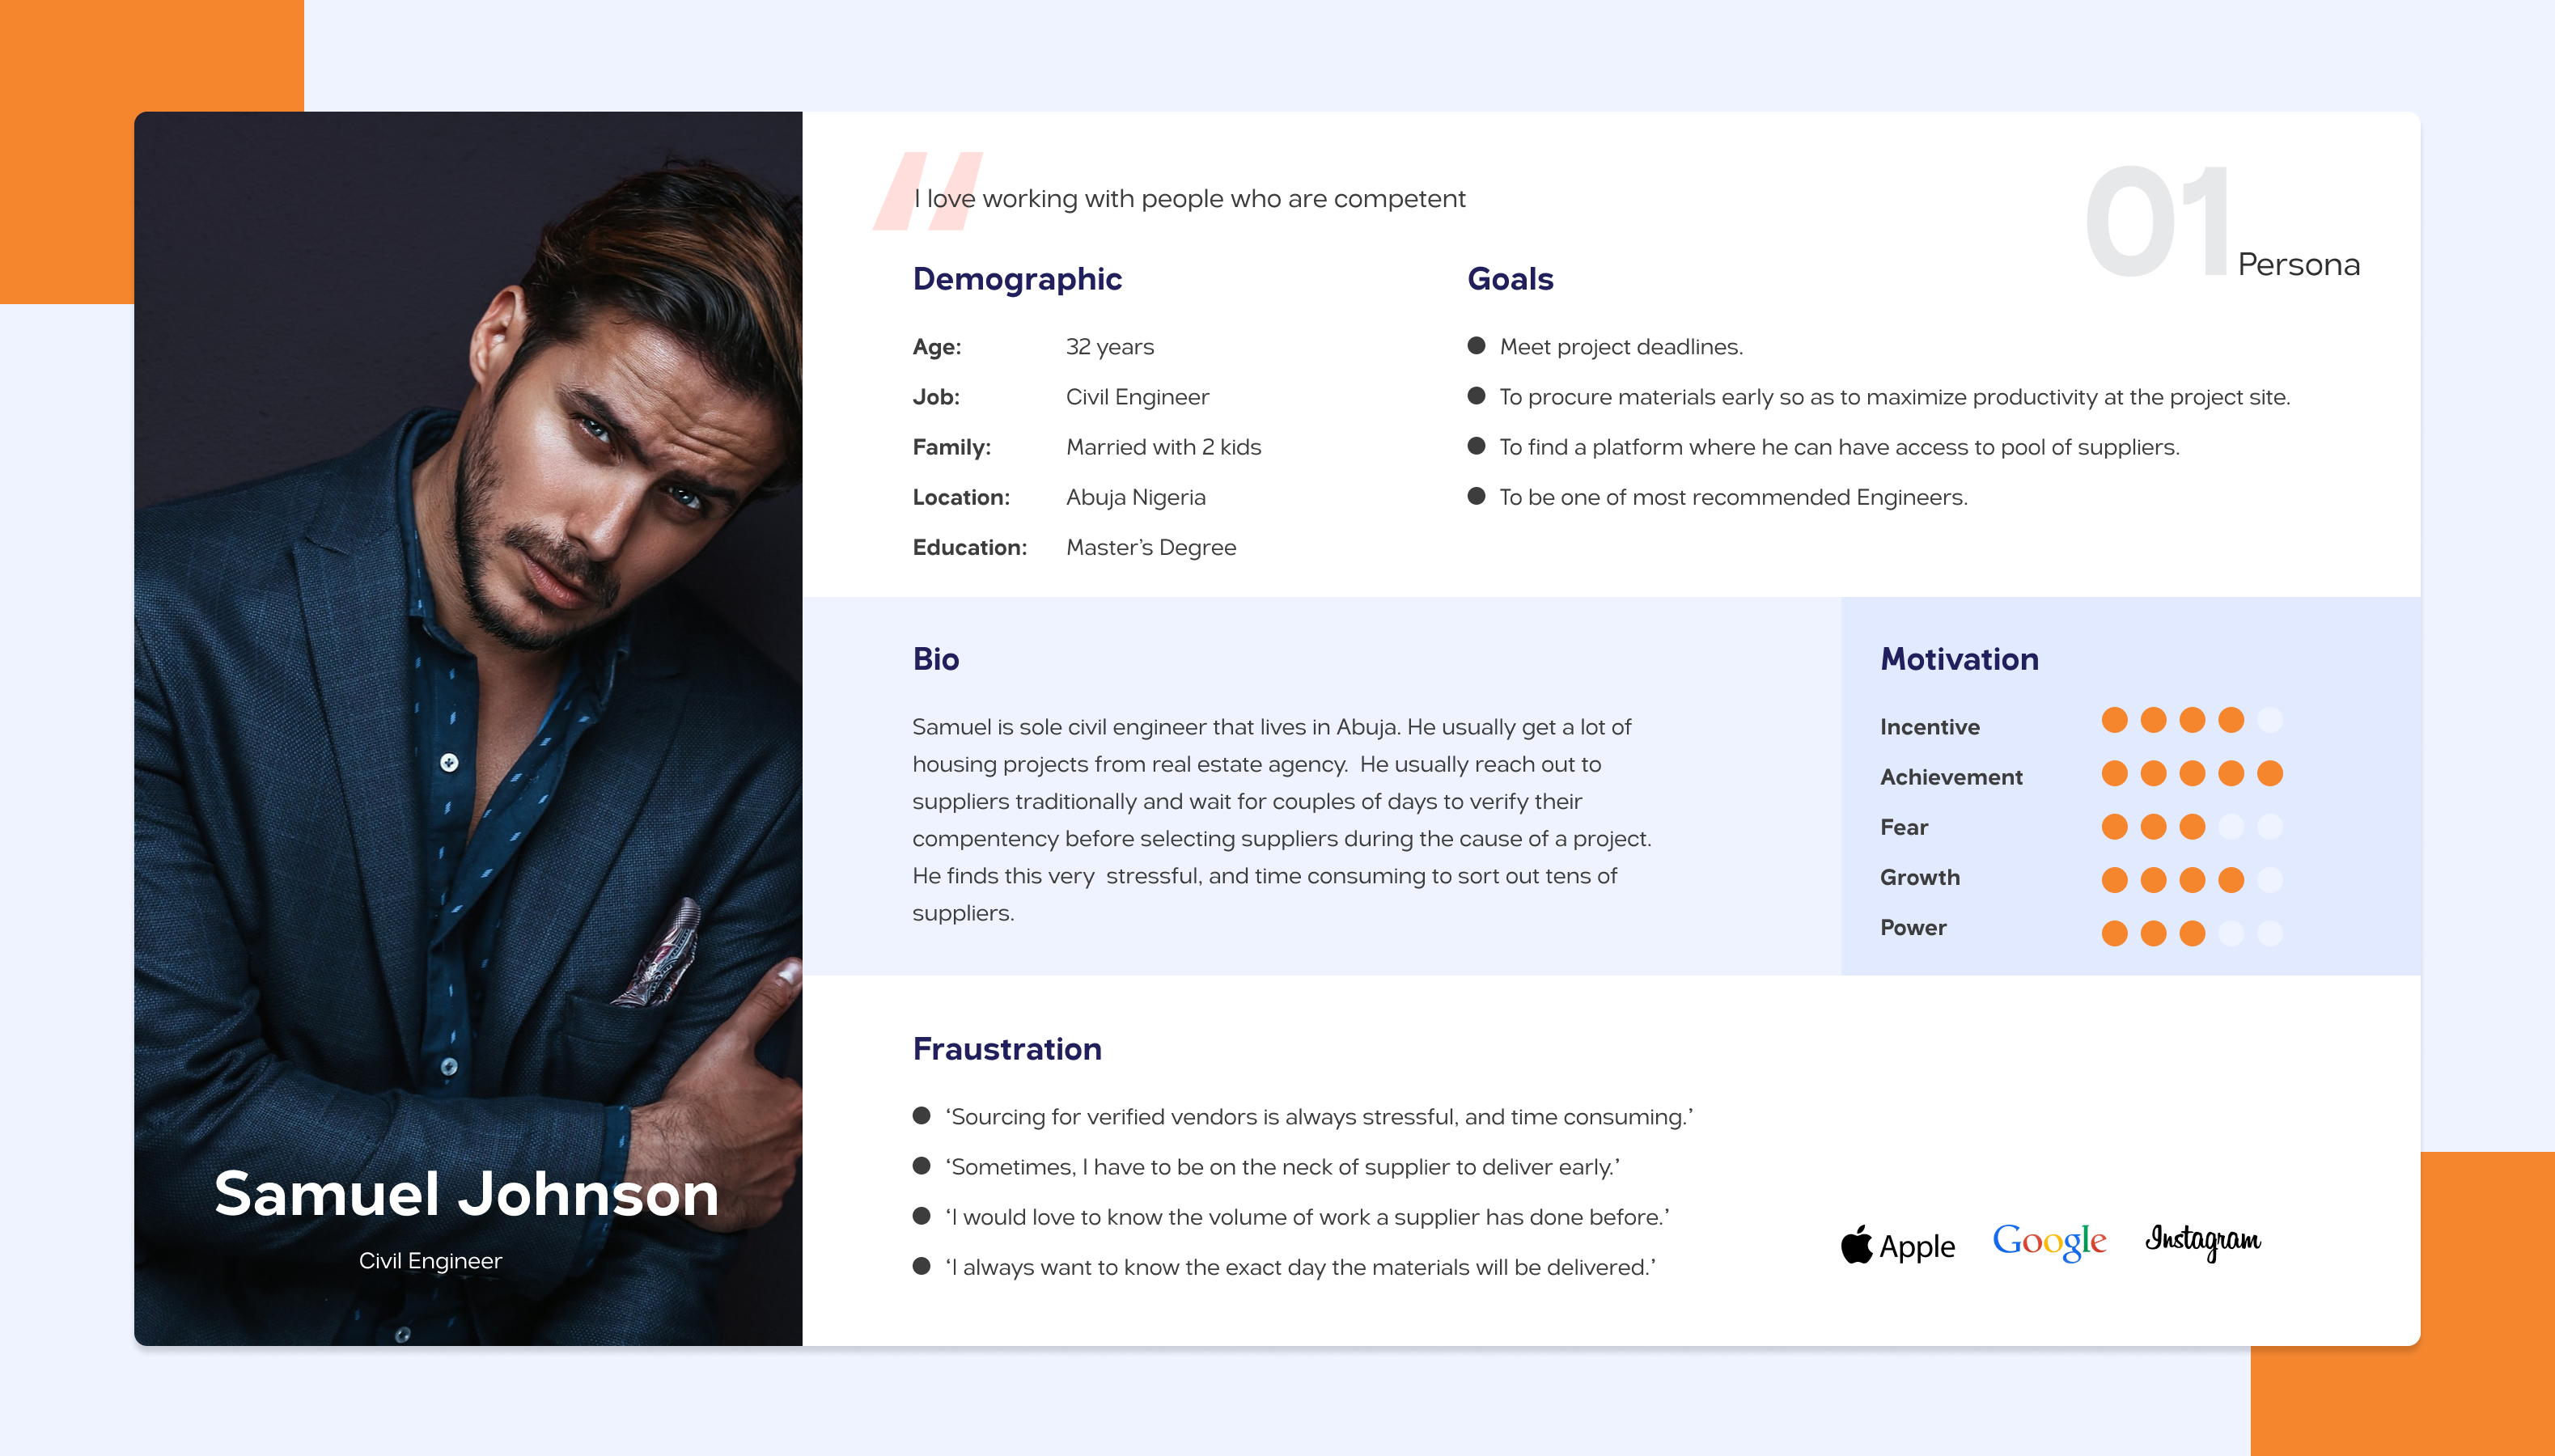 I love working with people who are competent
01 Persona
Demographic
Age: 32 years
Job: Civil Engineer
Family: Married with 2 kids
Location: Abuja Nigeria
Education: Master’s Degree
Goals
Meet project deadlines.
To procure materials early so as to maximize productivity at the project site.
To find a platform where he can have access to pool of suppliers.
To be one of most recommended Engineers.
Bio
Samuel is sole civil engineer that lives in Abuja. He usually get a lot of
housing projects from real estate agency.  He usually reach out to
suppliers traditionally and wait for couples of days to verify their
compentency before selecting suppliers during the cause of a project.
He finds this very  stressful, and time consuming to sort out tens of
suppliers.
Motivation
Incentive
Achievement
Fear
Growth
Power
Fraustration
‘Sourcing for verified vendors is always stressful, and time consuming.’
‘Sometimes, I have to be on the neck of supplier to deliver early.’
‘I would love to know the volume of work a supplier has done before.’
‘I always want to know the exact day the materials will be delivered.’
Samuel Johnson
Civil Engineer
Apple Google Instagram